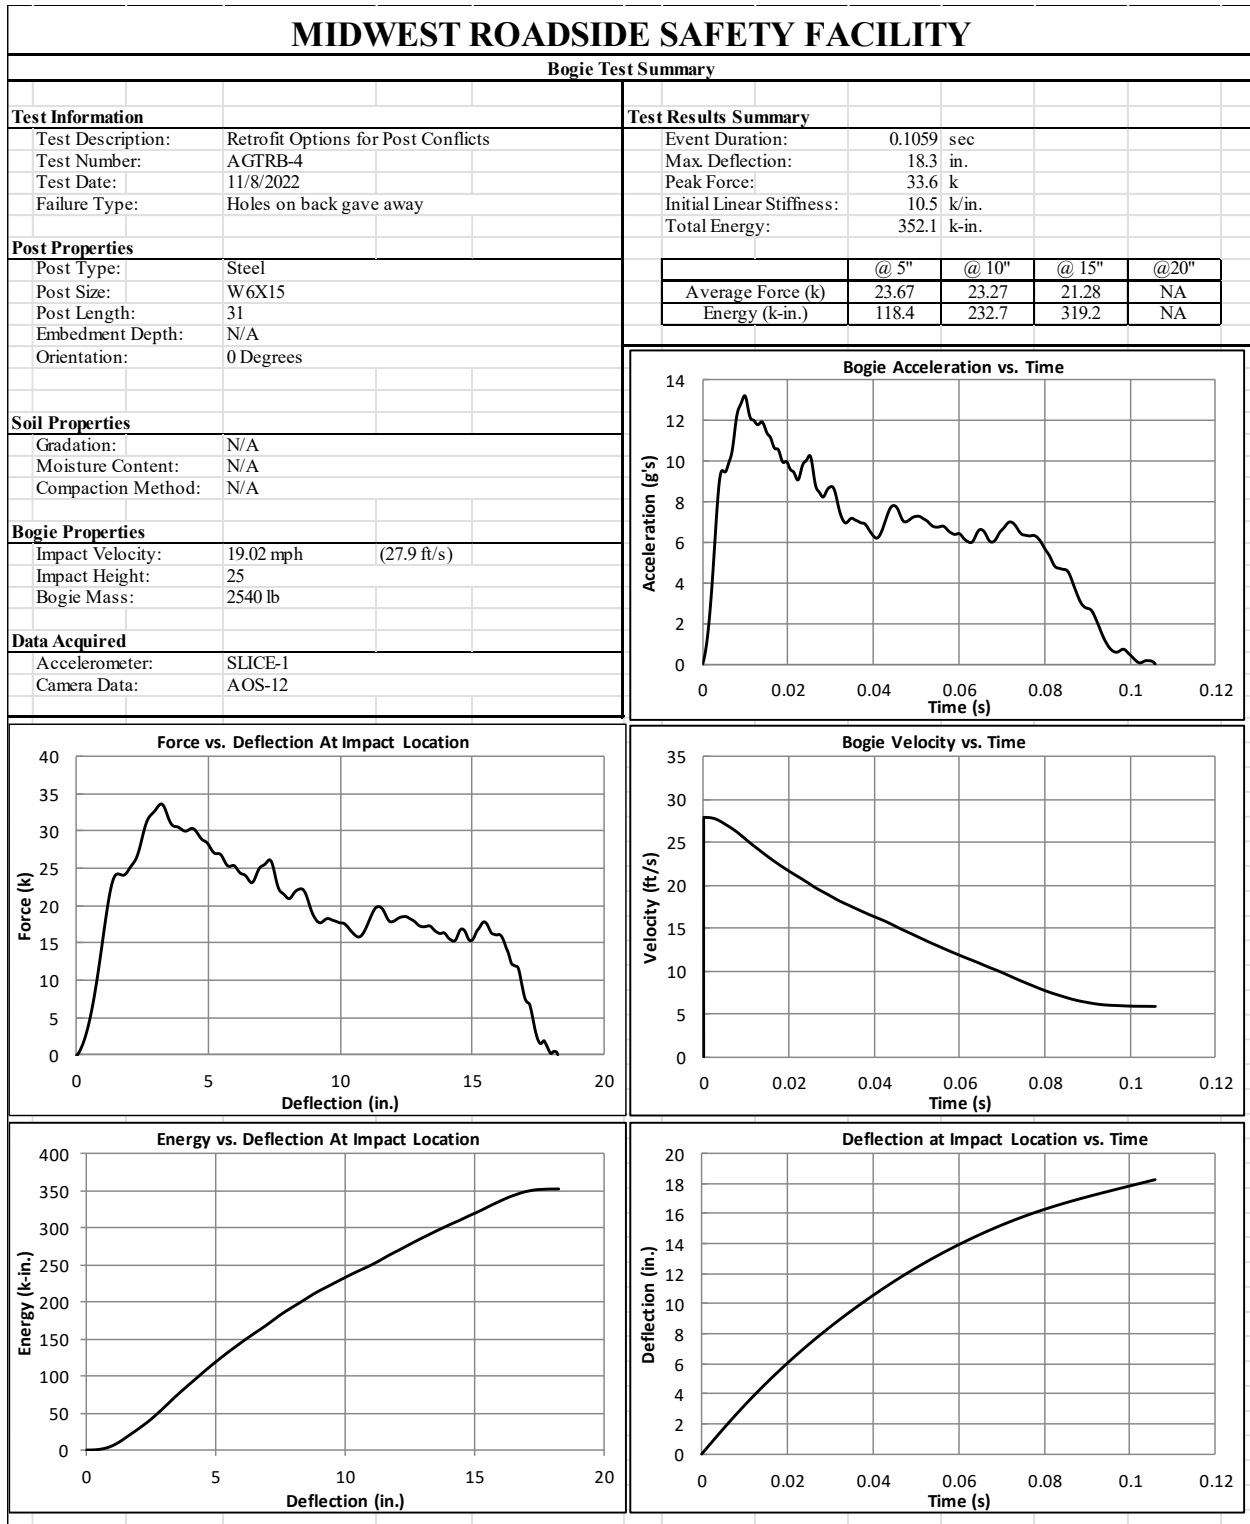 MIDWEST ROADSIDE SAFETY FACILITY
Bogie Test Summary
Test Information
Test Description: Retrofit Options for Post Conflicts
Test Number: AGTRB-4
Test Date: 11/8/2022
Failure Type: Holes on back gave away
Post Properties
Post Type: Steel
Post Size: W6X15
Post Length: 31
Embedment Depth: N/A
Orientation: 0 Degrees
Soil Properties
Gradation: N/A
Moisture Content: N/A
Compaction Method: N/A
Bogie Properties
Impact Velocity: 19.02 mph (27.9 ft/s)
Impact Height: 25
Bogie Mass: 2540 lb
Data Acquired
Accelerometer: SLICE-1
Camera Data: AOS-12
Test Results Summary
Event Duration: 0.1059 sec
Max. Deflection: 18.3 in.
Peak Force: 33.6 k
Initial Linear Stiffness: 10.5 k/in.
Total Energy: 352.1 k-in.
@ 5" @ 10" @ 15" @20"
Average Force (k) 23.67 23.27 21.28 NA
Energy (k-in.) 118.4 232.7 319.2 NA
Bogie Acceleration vs. Time
Acceleration (g's)
14
12
10
8
6
4
2
0
0 0.02 0.04 0.06 0.08 0.1 0.12
Time (s)
Force vs. Deflection At Impact Location
Force (k)
40
35
30
25
20
15
10
5
0
0 5 10 15 20
Deflection (in.)
Bogie Velocity vs. Time
Velocity (ft/s)
35
30
25
20
15
10
5
0
0 0.02 0.04 0.06 0.08 0.1 0.12
Time (s)
Energy vs. Deflection At Impact Location
Energy (k-in.)
400
350
300
250
200
150
100
50
0
0 5 10 15 20
Deflection (in.)
Deflection at Impact Location vs. Time
Deflection (in.)
20
18
16
14
12
10
8
6
4
2
0
0 0.02 0.04 0.06 0.08 0.1 0.12
Time (s)